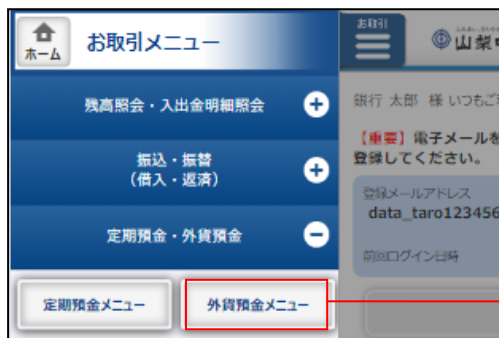 ホーム
お取引メニュー
残高照会・入出金明細照会
振込・振替
(借入・返済)
定期預金・外貨預金
定期預金メニュー
外貨預金メニュー
お取引
山梨
銀行 太郎 様 いつもご
【重要】電子メールを
登録してください。
登録メールアドレス
data_taro123456
前回ログイン日時